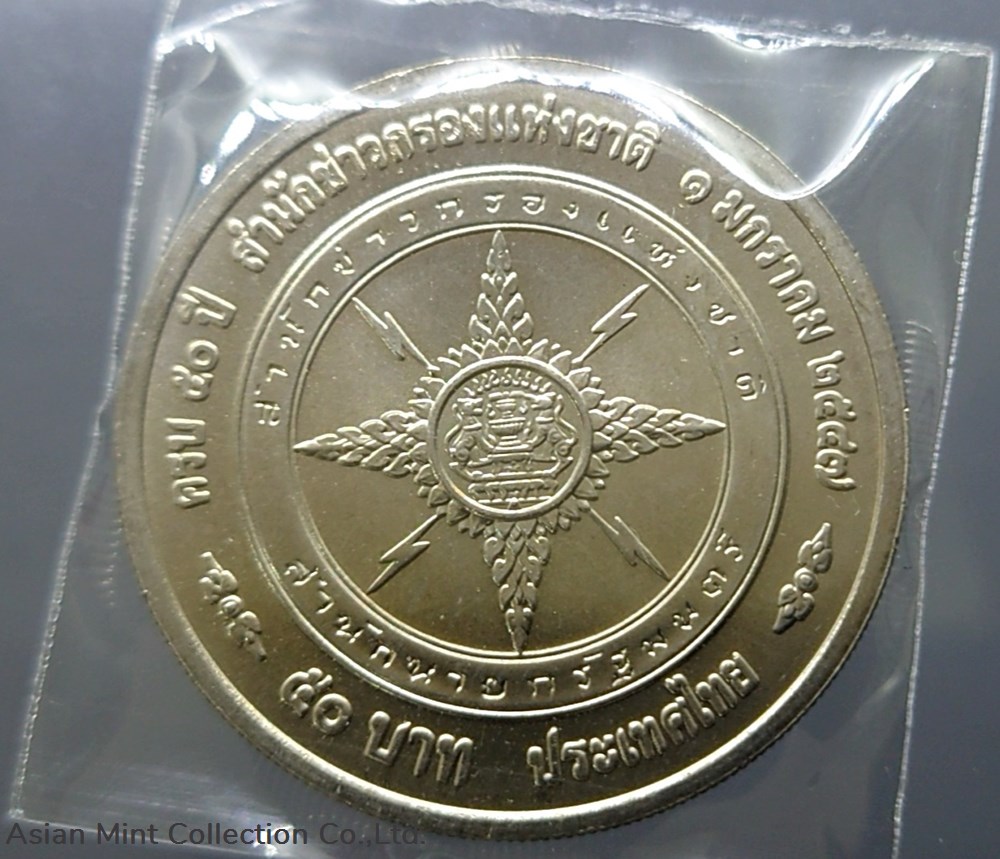 ครบ ๕๐ ปี สำนักข่าวกรองแห่งชาติ ๑ มกราคม ๒๕๔๗
สำนักข่าวกรองแห่งชาติ
สำนักนายกรัฐมนตรี
๕๐ บาท ประเทศไทย
Asian Mint Collection Co.,Ltd.